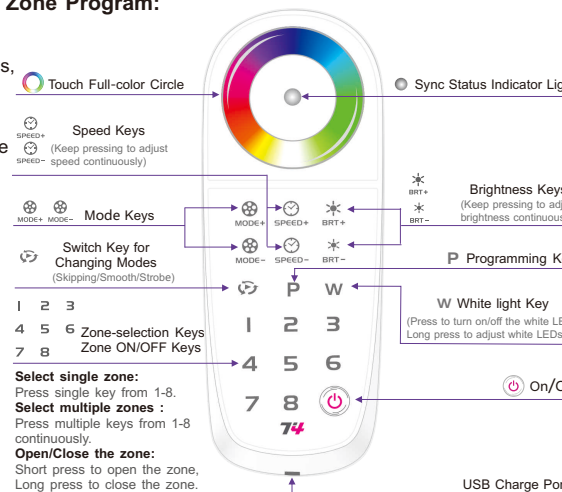 Zone Program:
s,
Touch Full-color Circle
Sync Status Indicator
SPEED+
SPEED-
Speed Keys
(Keep pressing to adjust
speed continuously)
e
MODE+ MODE-
Mode Keys
Switch Key for
Changing Modes
(Skipping/Smooth/Strobe)
1 2 3
4 5 6
7 8
Zone-selection Keys
Zone ON/OFF Keys
Select single zone:
Press single key from 1-8.
Select multiple zones :
Press multiple keys from 1-8
continuously.
Open/Close the zone:
Short press to open the zone,
Long press to close the zone.
MODE+ SPEED+ BRT+
MODE- SPEED- BRT-
P W
1 2 3
4 5 6
7 8
BRT+
BRT-
Brightness Keys
(Keep pressing to
brightness
P Programming
W White light Key
(Press to turn on/off the white
Long press to adjust white LEDs
On/
USB Charge